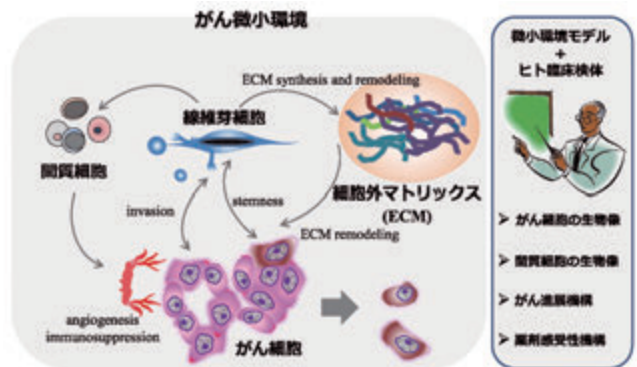 がん微小環境
ECM synthesis and remodeling
線維芽細胞
間質細胞
細胞外マトリックス
(ECM)
invasion
stemness
ECM remodeling
angiogenesis
immunosuppression
がん細胞
微小環境モデル
+
ヒト臨床検体
➢ がん細胞の生物像
➢ 間質細胞の生物像
➢ がん進展機構
➢ 薬剤感受性機構